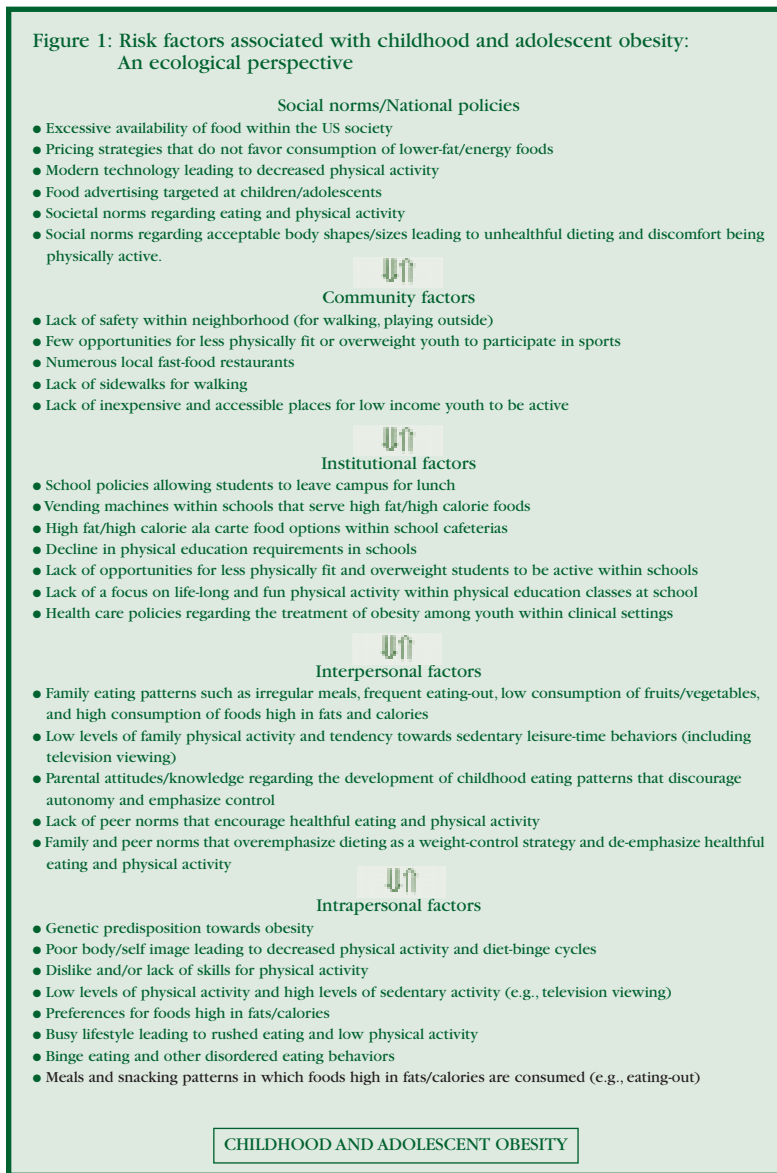 Figure 1: Risk factors associated with childhood and adolescent obesity:
An ecological perspective
Social norms/National policies
● Excessive availability of food within the US society
● Pricing strategies that do not favor consumption of lower-fat/energy foods
● Modern technology leading to decreased physical activity
● Food advertising targeted at children/adolescents
● Societal norms regarding eating and physical activity
● Social norms regarding acceptable body shapes/sizes leading to unhealthful dieting and discomfort being
physically active.
Community factors
● Lack of safety within neighborhood (for walking, playing outside)
● Few opportunities for less physically fit or overweight youth to participate in sports
● Numerous local fast-food restaurants
● Lack of sidewalks for walking
● Lack of inexpensive and accessible places for low income youth to be active
Institutional factors
● School policies allowing students to leave campus for lunch
● Vending machines within schools that serve high fat/high calorie foods
● High fat/high calorie ala carte food options within school cafeterias
● Decline in physical education requirements in schools
● Lack of opportunities for less physically fit and overweight students to be active within schools
● Lack of a focus on life-long and fun physical activity within physical education classes at school
● Health care policies regarding the treatment of obesity among youth within clinical settings
Interpersonal factors
● Family eating patterns such as irregular meals, frequent eating-out, low consumption of fruits/vegetables,
and high consumption of foods high in fats and calories
● Low levels of family physical activity and tendency towards sedentary leisure-time behaviors (including
television viewing)
● Parental attitudes/knowledge regarding the development of childhood eating patterns that discourage
autonomy and emphasize control
● Lack of peer norms that encourage healthful eating and physical activity
● Family and peer norms that overemphasize dieting as a weight-control strategy and de-emphasize healthful
eating and physical activity
Intrapersonal factors
● Genetic predisposition towards obesity
● Poor body/self image leading to decreased physical activity and diet-binge cycles
● Dislike and/or lack of skills for physical activity
● Low levels of physical activity and high levels of sedentary activity (e.g., television viewing)
● Preferences for foods high in fats/calories
● Busy lifestyle leading to rushed eating and low physical activity
● Binge eating and other disordered eating behaviors
● Meals and snacking patterns in which foods high in fats/calories are consumed (e.g., eating-out)
CHILDHOOD AND ADOLESCENT OBESITY